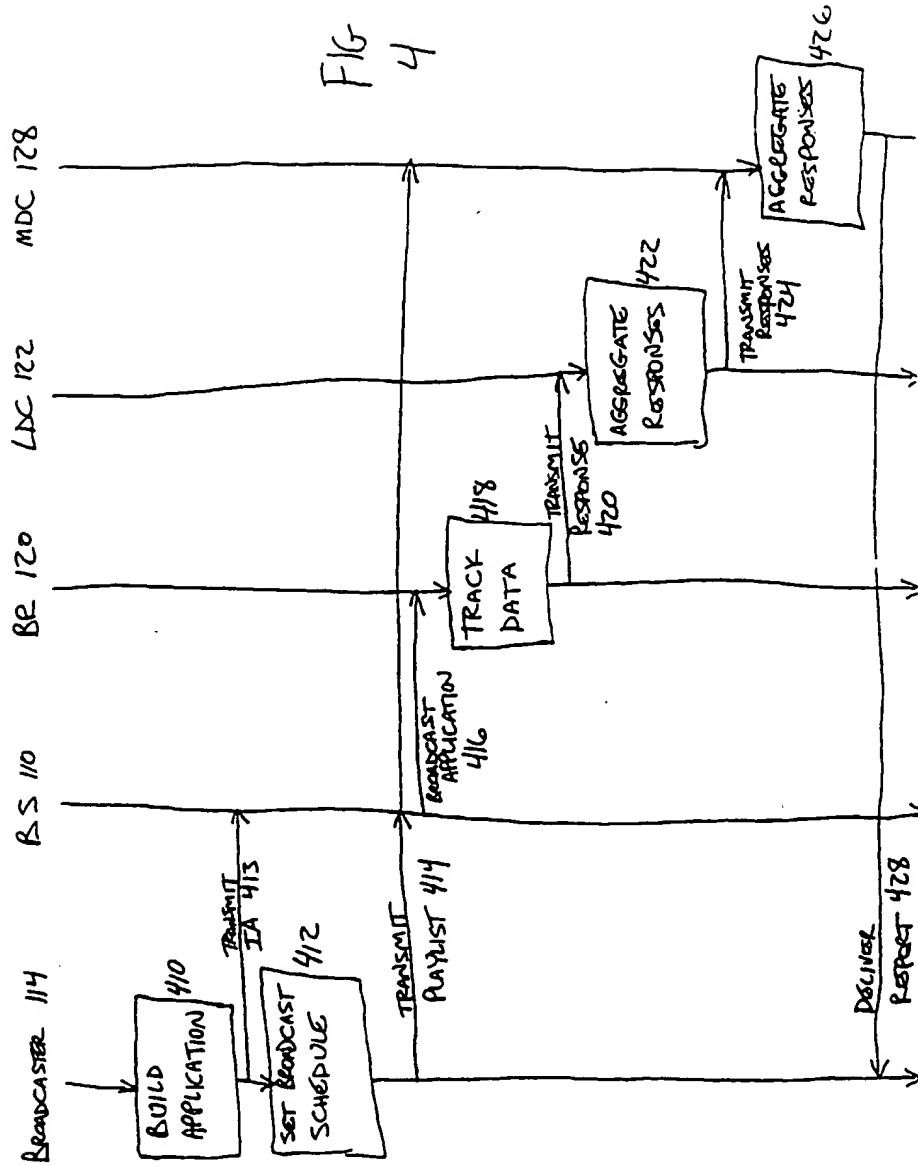 BROADCASTER 114
BS 110
BR 120
LDC 122
MDC 128
FIG
4
BUILD
APPLICATION
410
TRANSMIT
IA 413
SET BROADCAST
SCHEDULE
412
TRANSMIT
PLAYLIST 414
BROADCAST
APPLICATION
416
TRACK
DATA
418
TRANSMIT
RESPONSE
420
AGGREGATE
RESPONSES
422
TRANSMIT
RESPONSES
424
AGGREGATE
RESPONSES
426
DELIVER
REPORT 428